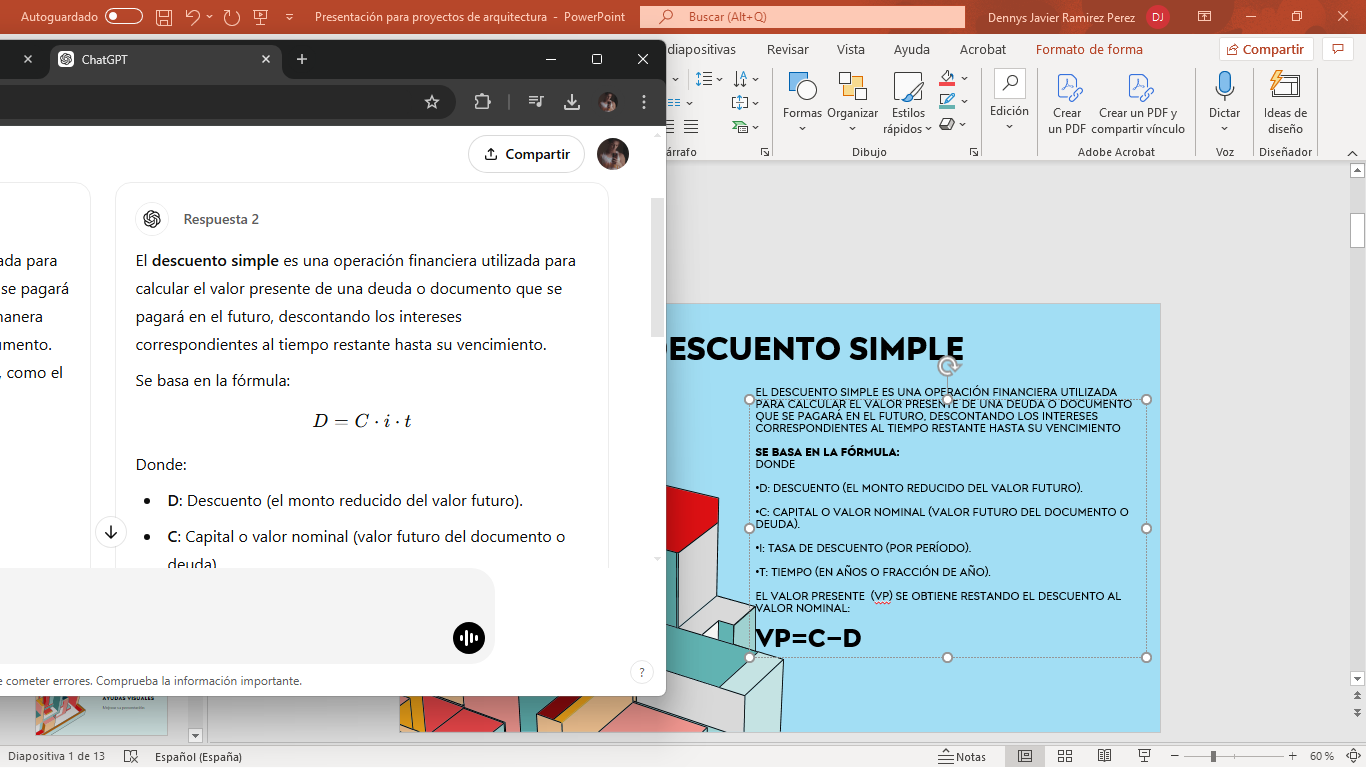 Autoguardado
Presentación para proyectos de arquitectura - PowerPoint
Buscar (Alt+Q)
Dennys Javier Ramirez Perez
DJ
ChatGPT
diapositivas
Revisar
Vista
Ayuda
Acrobat
Formato de forma
Compartir
Formas
Organizar
Estilos
rápidos
Edición
Crear
un PDF
Crear un PDF y
compartir vínculo
Dictar
Ideas de
diseño
árrafo
Dibujo
Adobe Acrobat
Voz
Diseñador
Compartir
ada para
se pagará
anera
umento.
, como el
Respuesta 2
El descuento simple es una operación financiera utilizada para
calcular el valor presente de una deuda o documento que se
pagará en el futuro, descontando los intereses
correspondientes al tiempo restante hasta su vencimiento.
Se basa en la fórmula:
D = C · i · t
Donde:
• D: Descuento (el monto reducido del valor futuro).
• C: Capital o valor nominal (valor futuro del documento o
deuda)
e cometer errores. Comprueba la información importante.
?
DESCUENTO SIMPLE
EL DESCUENTO SIMPLE ES UNA OPERACIÓN FINANCIERA UTILIZADA
PARA CALCULAR EL VALOR PRESENTE DE UNA DEUDA O DOCUMENTO
QUE SE PAGARÁ EN EL FUTURO, DESCONTANDO LOS INTERESES
CORRESPONDIENTES AL TIEMPO RESTANTE HASTA SU VENCIMIENTO
SE BASA EN LA FÓRMULA:
DONDE
•D: DESCUENTO (EL MONTO REDUCIDO DEL VALOR FUTURO).
•C: CAPITAL O VALOR NOMINAL (VALOR FUTURO DEL DOCUMENTO O
DEUDA).
•I: TASA DE DESCUENTO (POR PERÍODO).
•T: TIEMPO (EN AÑOS O FRACCIÓN DE AÑO).
EL VALOR PRESENTE (VP) SE OBTIENE RESTANDO EL DESCUENTO AL
VALOR NOMINAL:
VP=C−D
AYUDAS VISUALES
Diapositiva 1 de 13
Español (España)
Notas
60 %